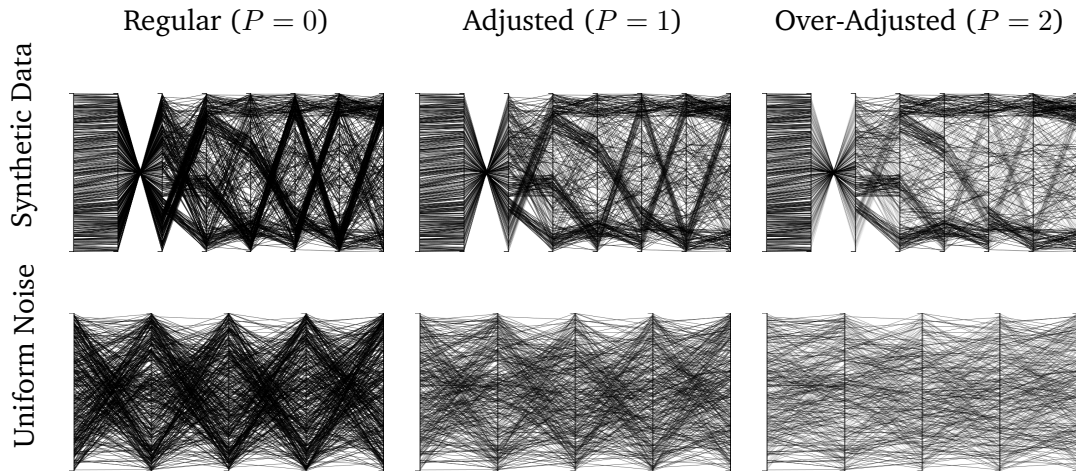 Regular (P = 0)
Adjusted (P = 1)
Over-Adjusted (P = 2)
Synthetic Data
Uniform Noise